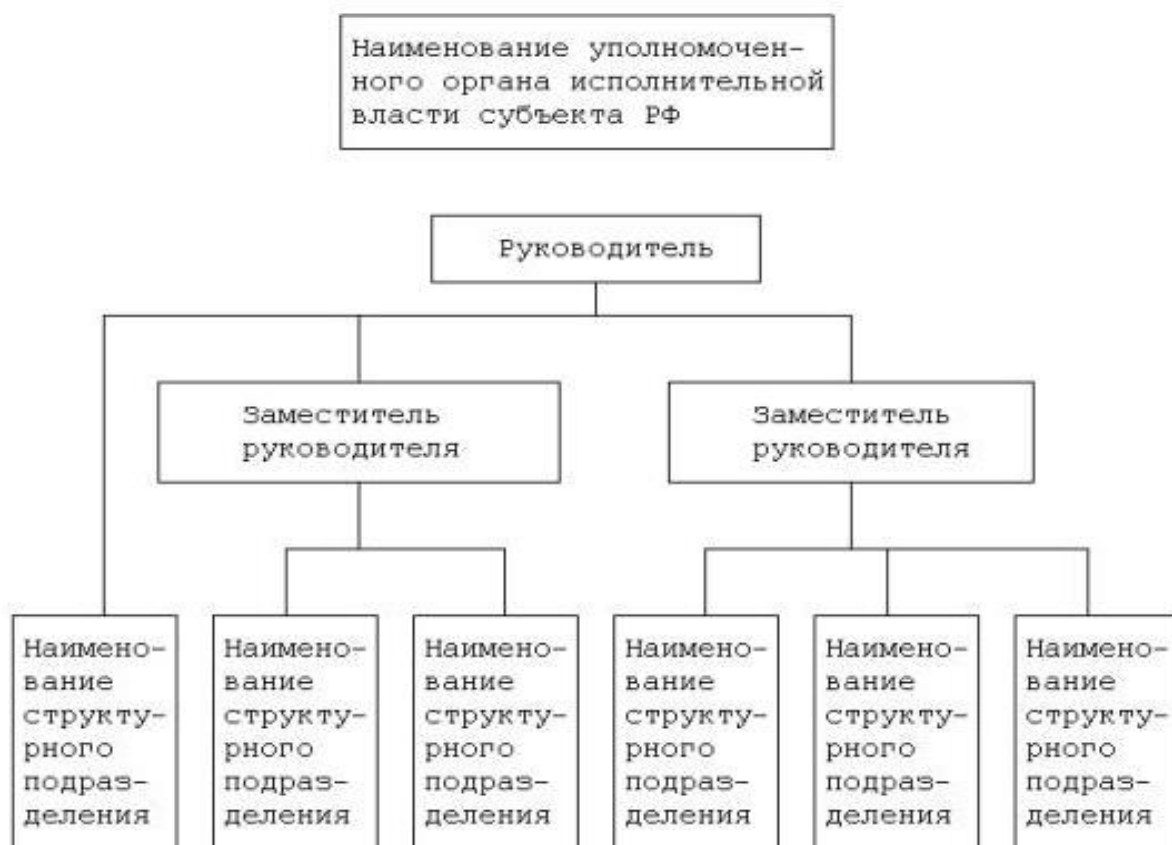 Наименование уполномочен-
ного органа исполнительной
власти субъекта РФ
Руководитель
Заместитель
руководителя
Заместитель
руководителя
Наимено-
вание
структу-
рного
подраз-
деления
Наимено-
вание
структу-
рного
подраз-
деления
Наимено-
вание
структу-
рного
подраз-
деления
Наимено-
вание
структу-
рного
подраз-
деления
Наимено-
вание
структу-
рного
подраз-
деления
Наимено-
вание
структу-
рного
подраз-
деления